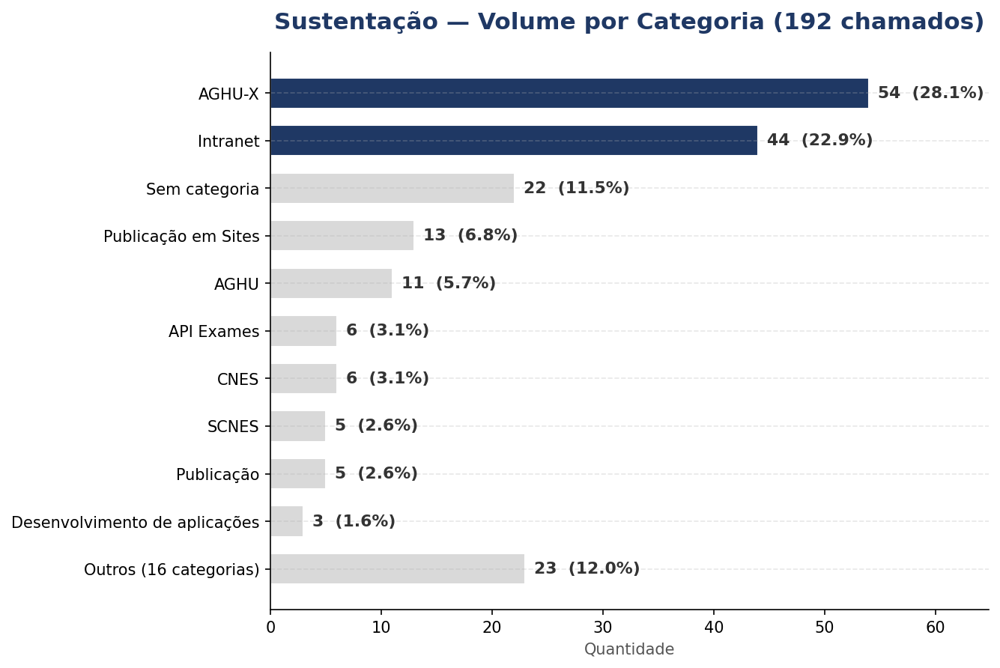 Sustentação — Volume por Categoria (192 chamados)
AGHU-X 54 (28.1%)
Intranet 44 (22.9%)
Sem categoria 22 (11.5%)
Publicação em Sites 13 (6.8%)
AGHU 11 (5.7%)
API Exames 6 (3.1%)
CNES 6 (3.1%)
SCNES 5 (2.6%)
Publicação 5 (2.6%)
Desenvolvimento de aplicações 3 (1.6%)
Outros (16 categorias) 23 (12.0%)
0 10 20 30 40 50 60
Quantidade